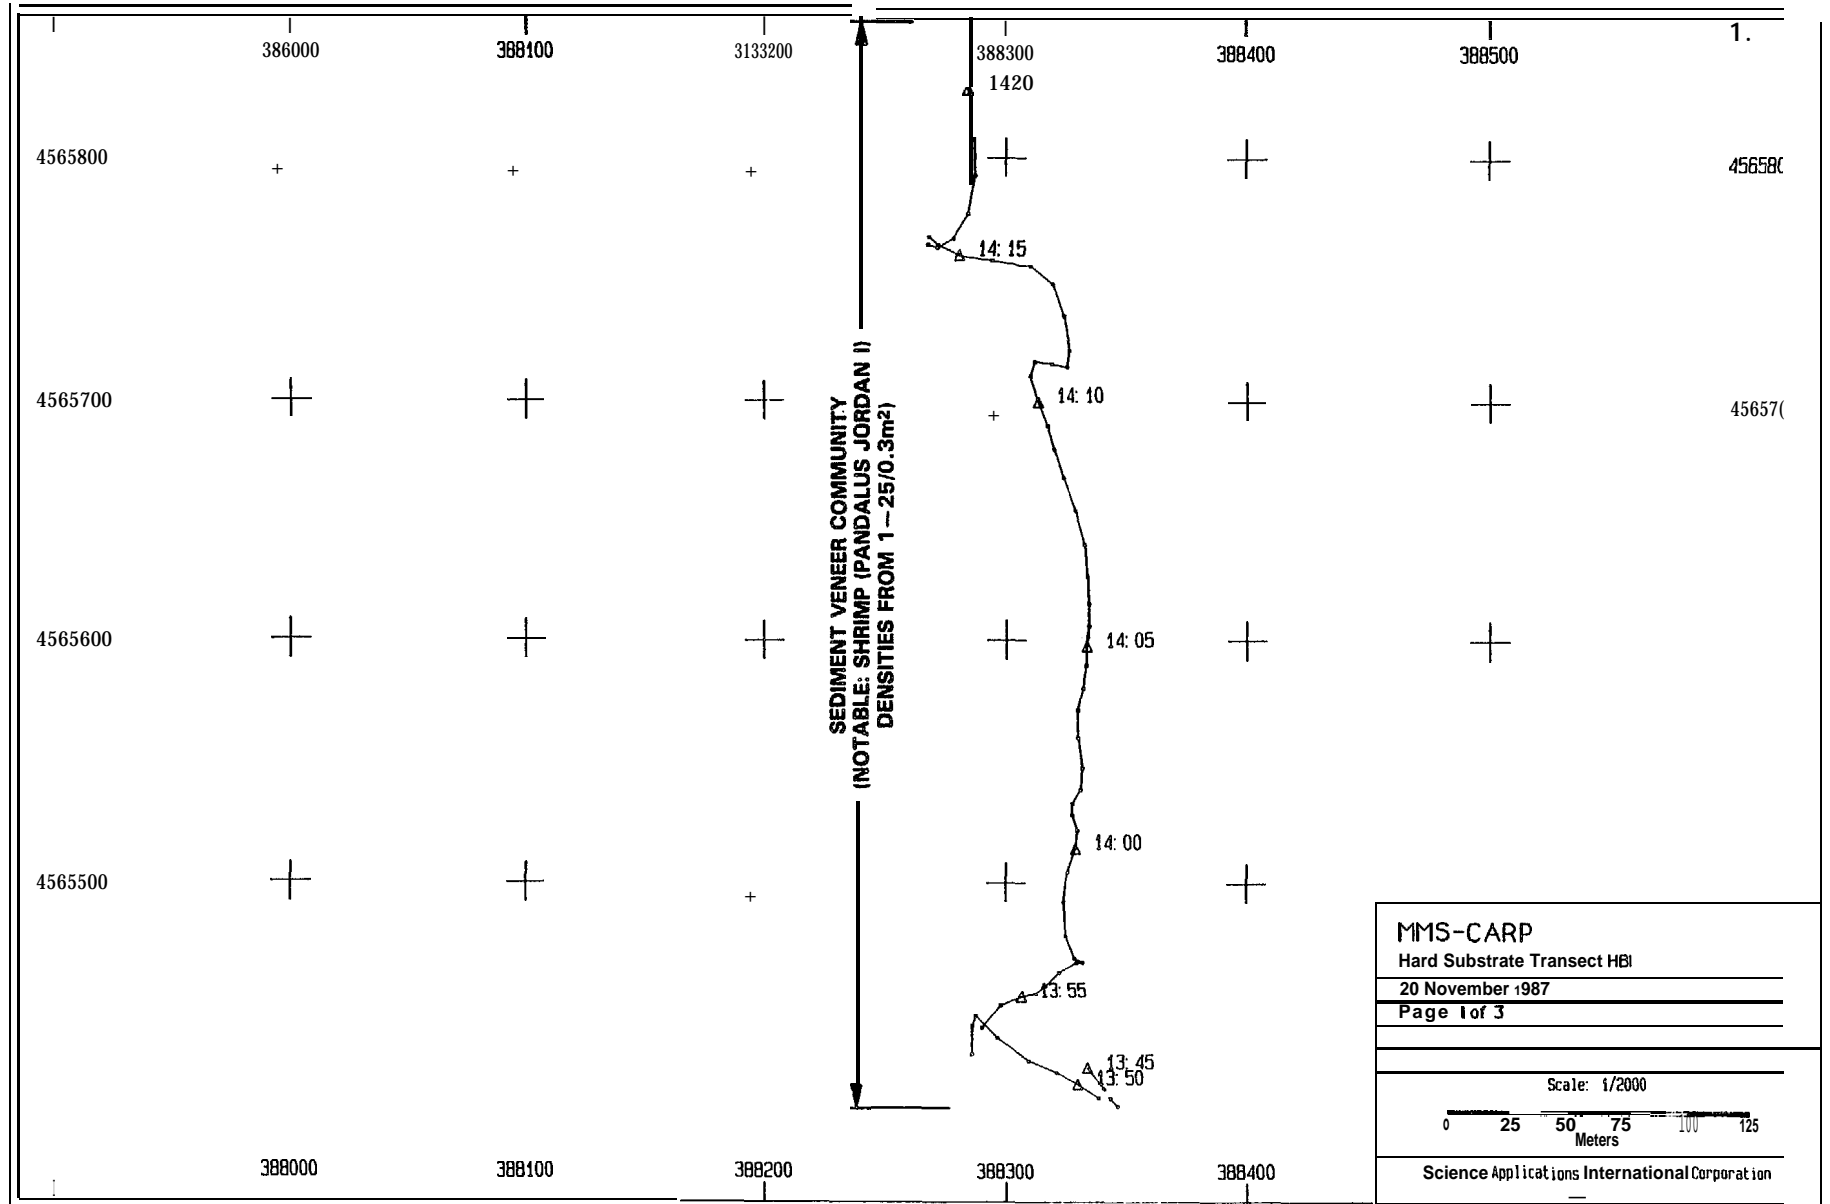 386000 388100 3133200 388300 388400 388500 1.
1420
4565800 456580
14:15
SEDIMENT VENEER COMMUNITY
(NOTABLE: SHRIMP (PANDALUS JORDAN I)
DENSITIES FROM 1–25/0.3m²)
4565700 14:10 45657(
4565600 14:05
14:00
4565500
13:55
13:45
13:50
388000 388100 388200 388300 388400
MMS-CARP
Hard Substrate Transect HBI
20 November 1987
Page 1 of 3
Scale: 1/2000
0 25 50 75 100 125
Meters
Science Applications International Corporation